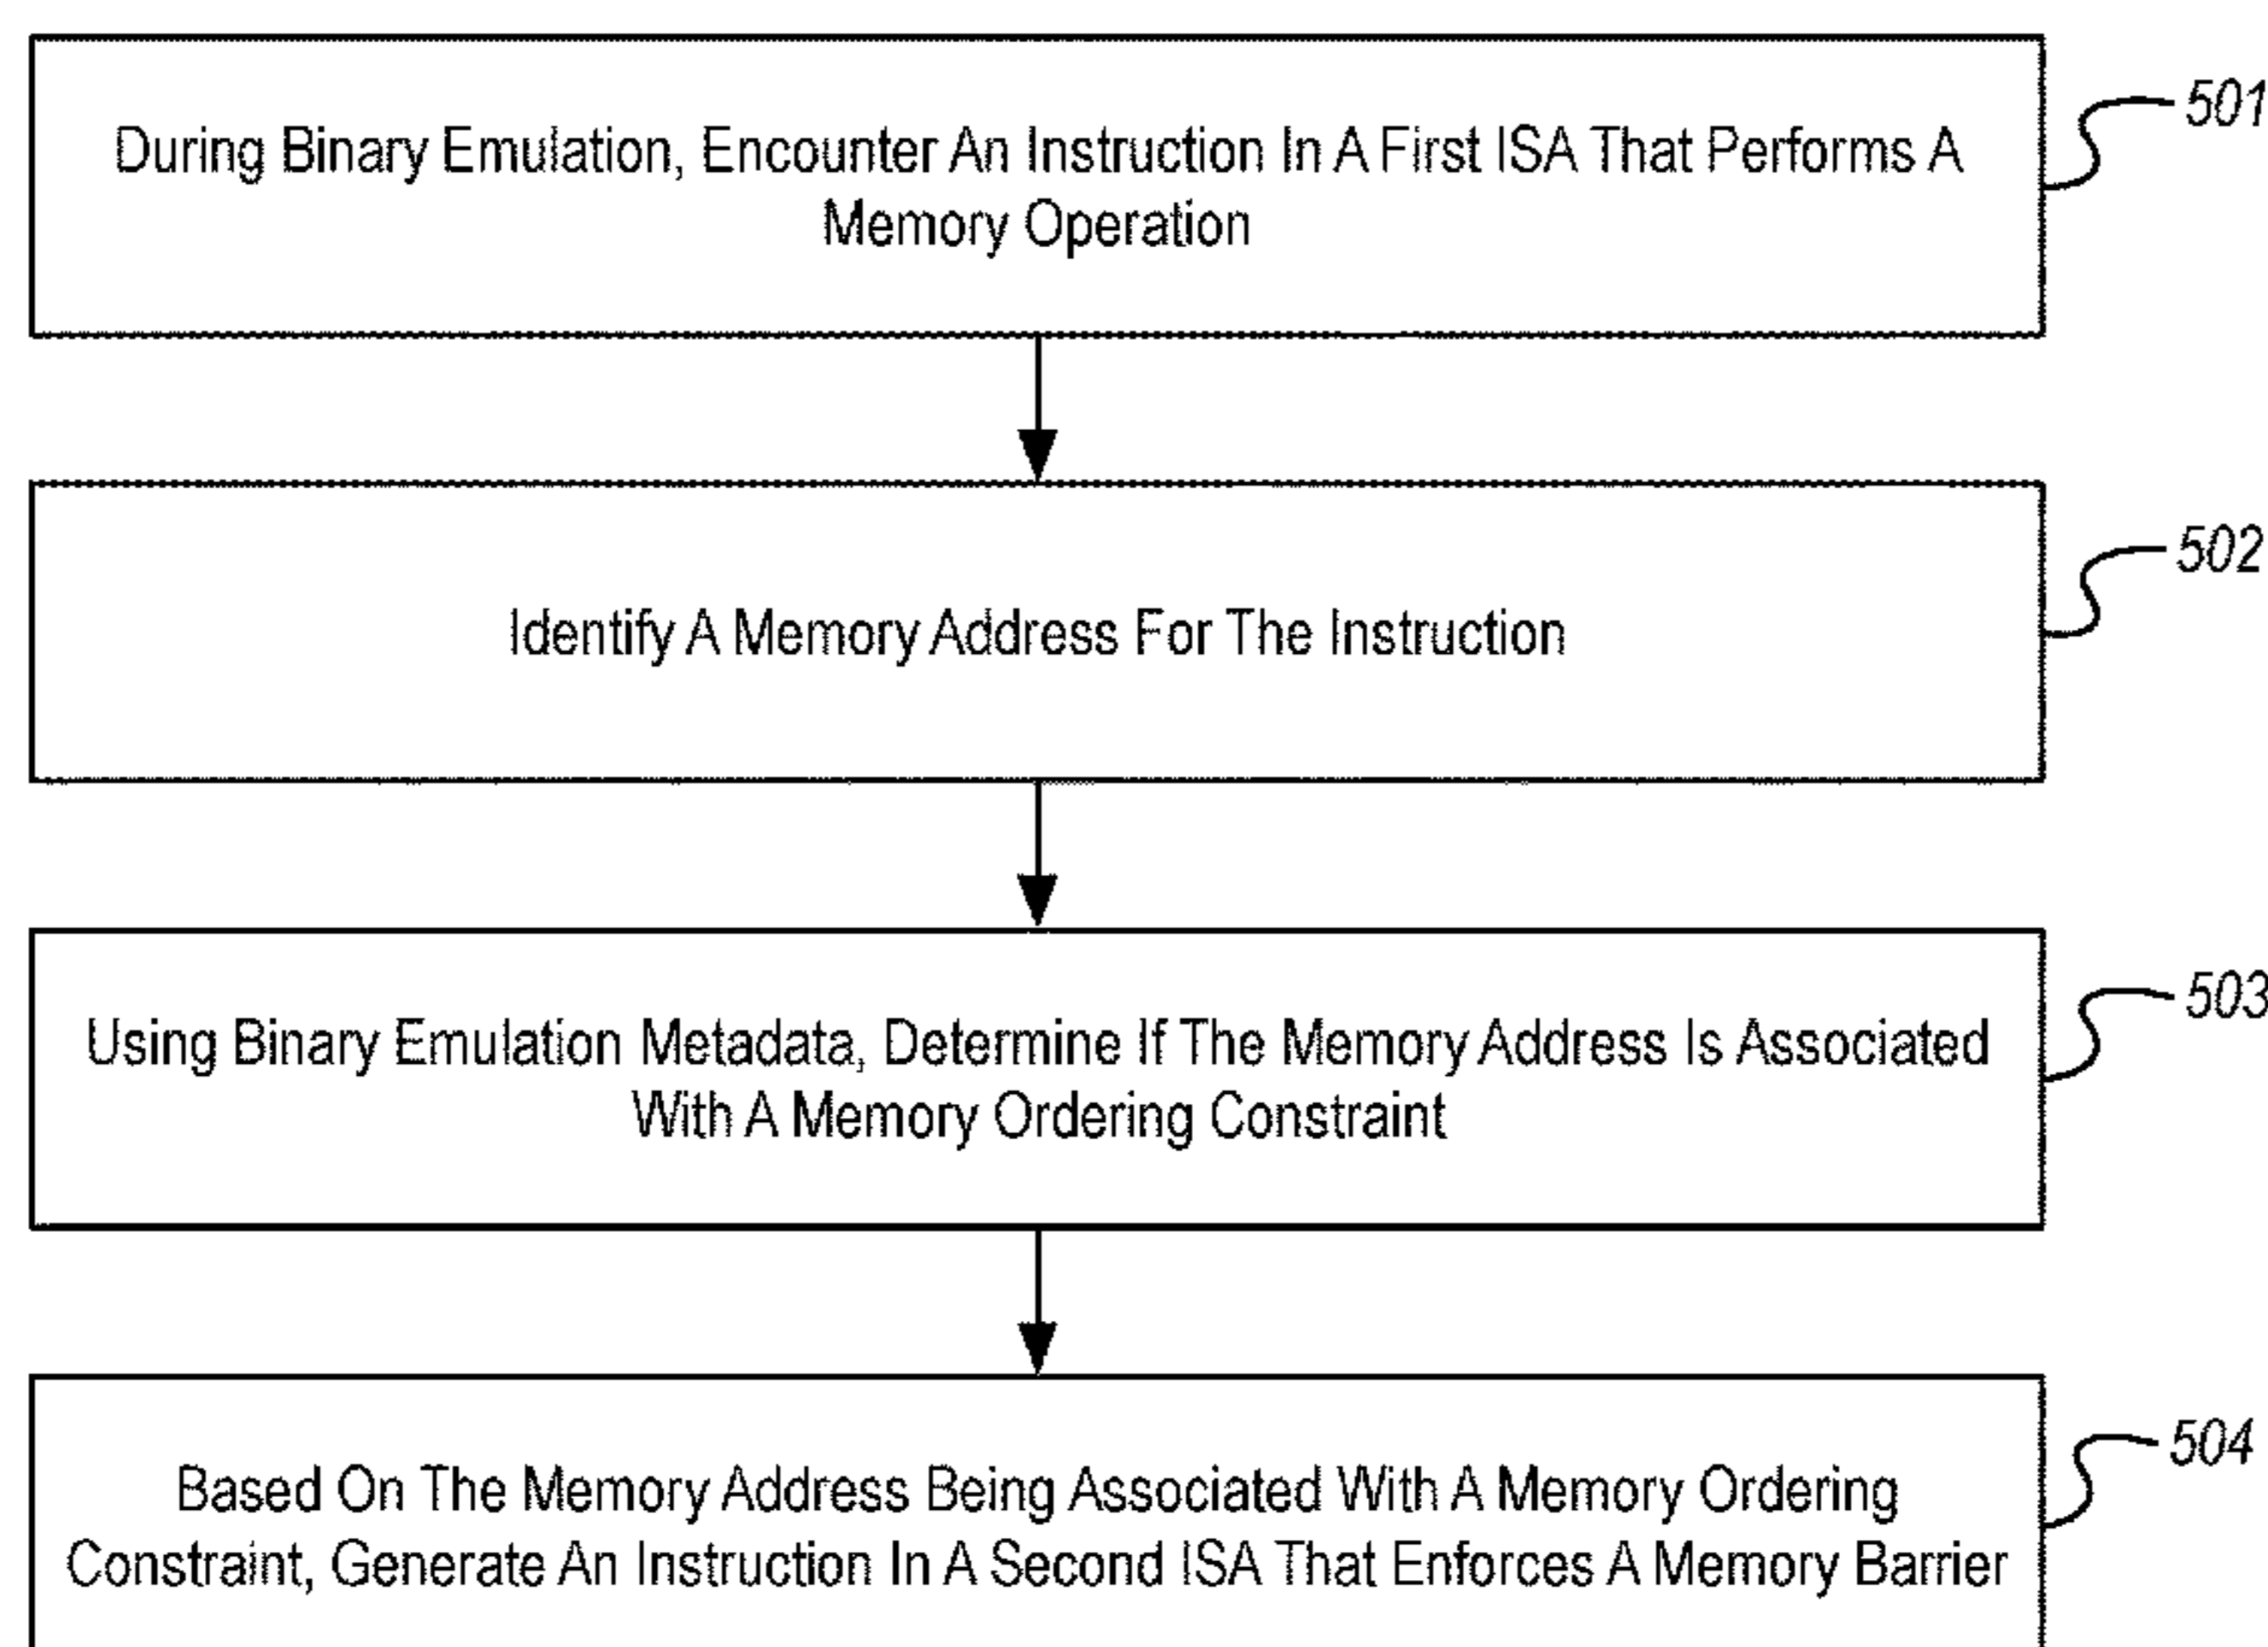 During Binary Emulation, Encounter An Instruction In A First ISA That Performs A
Memory Operation
501
Identify A Memory Address For The Instruction
502
Using Binary Emulation Metadata, Determine If The Memory Address Is Associated
With A Memory Ordering Constraint
503
Based On The Memory Address Being Associated With A Memory Ordering
Constraint, Generate An Instruction In A Second ISA That Enforces A Memory Barrier
504